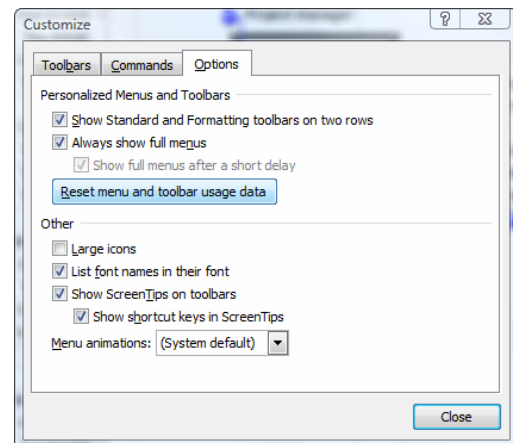 Customize
Toolbars Commands Options
Personalized Menus and Toolbars
Show Standard and Formatting toolbars on two rows
Always show full menus
Show full menus after a short delay
Reset menu and toolbar usage data
Other
Large icons
List font names in their font
Show ScreenTips on toolbars
Show shortcut keys in ScreenTips
Menu animations: (System default)
Close